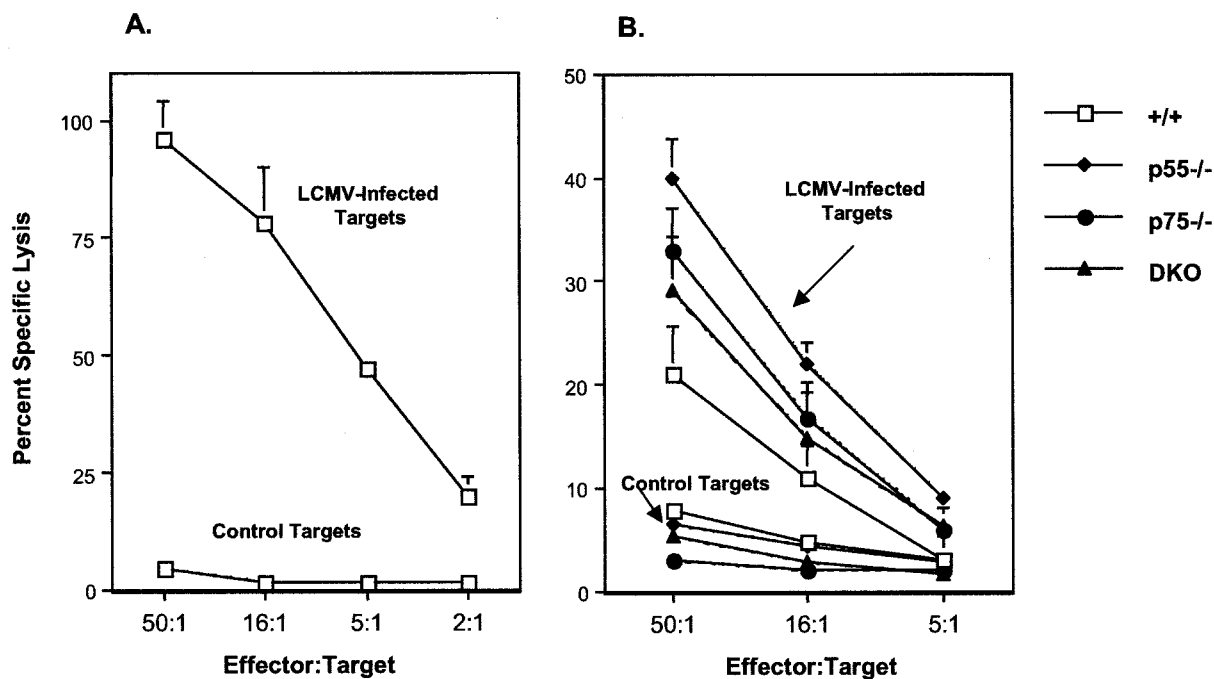 A.
B.
Percent Specific Lysis
100
75
50
25
0
LCMV-Infected
Targets
Control Targets
50:1
16:1
5:1
2:1
Effector:Target
50
40
30
20
10
0
LCMV-Infected
Targets
Control Targets
50:1
16:1
5:1
Effector:Target
+/+
p55-/-
p75-/-
DKO